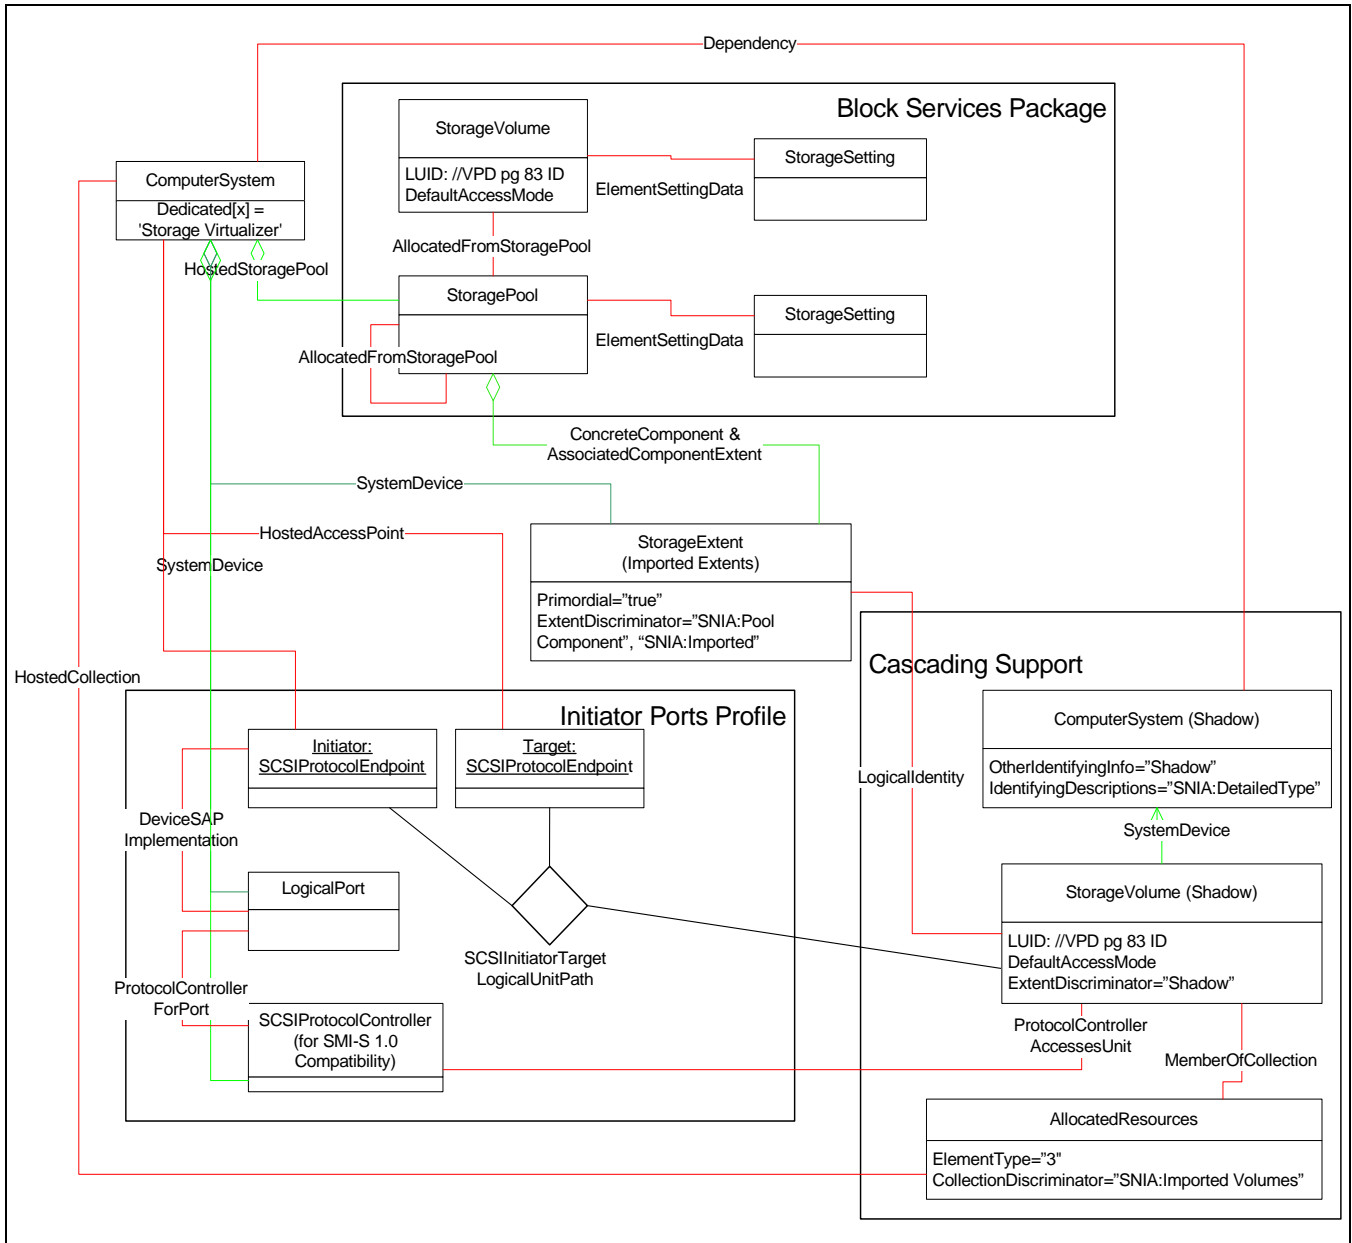 Dependency
Block Services Package
StorageVolume
LUID: //VPD pg 83 ID
DefaultAccessMode
StorageSetting
ElementSettingData
ComputerSystem
Dedicated[x] =
'Storage Virtualizer'
AllocatedFromStoragePool
HostedStoragePool
StoragePool
StorageSetting
ElementSettingData
AllocatedFromStoragePool
ConcreteComponent &
AssociatedComponentExtent
SystemDevice
HostedAccessPoint
StorageExtent
(Imported Extents)
Primordial=”true”
ExtentDiscriminator=”SNIA:Pool
Component”, “SNIA:Imported”
SystemDevice
HostedCollection
Cascading Support
Initiator Ports Profile
ComputerSystem (Shadow)
OtherIdentifyingInfo=”Shadow”
IdentifyingDescriptions=”SNIA:DetailedType”
Initiator:
SCSIProtocolEndpoint
Target:
SCSIProtocolEndpoint
LogicalIdentity
DeviceSAP
Implementation
SystemDevice
LogicalPort
StorageVolume (Shadow)
LUID: //VPD pg 83 ID
DefaultAccessMode
ExtentDiscriminator=”Shadow”
SCSIInitiatorTarget
LogicalUnitPath
ProtocolController
ForPort
SCSIProtocolController
(for SMI-S 1.0
Compatibility)
ProtocolController
AccessesUnit
MemberOfCollection
AllocatedResources
ElementType=”3"
CollectionDiscriminator=”SNIA:Imported Volumes”